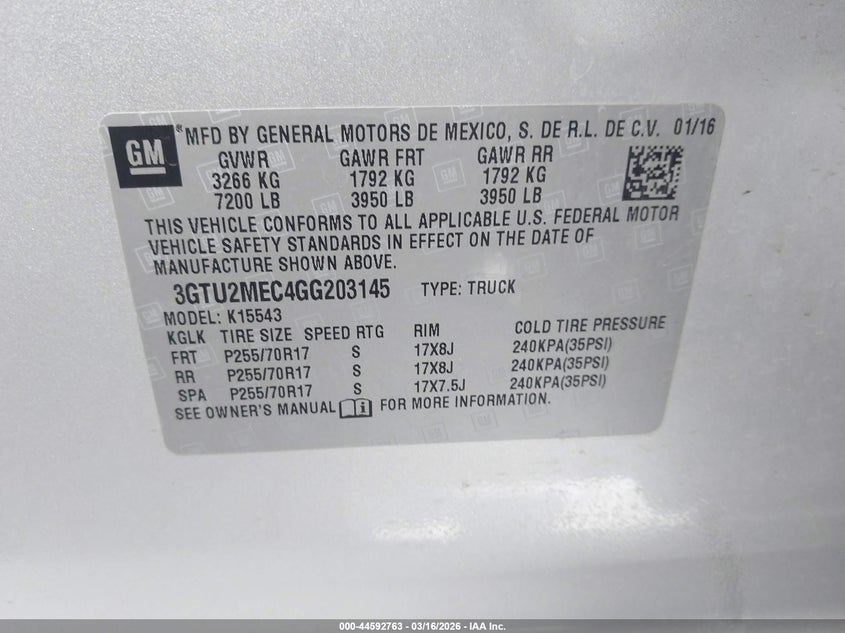 GM ® MFD BY GENERAL MOTORS DE MEXICO, S. DE R.L. DE C.V. 01/16
GVWR GAWR FRT GAWR RR
3266 KG 1792 KG 1792 KG
7200 LB 3950 LB 3950 LB
THIS VEHICLE CONFORMS TO ALL APPLICABLE U.S. FEDERAL MOTOR
VEHICLE SAFETY STANDARDS IN EFFECT ON THE DATE OF
MANUFACTURE SHOWN ABOVE.
3GTU2MEC4GG203145 TYPE: TRUCK
MODEL: K15543
KGLK TIRE SIZE SPEED RTG RIM COLD TIRE PRESSURE
FRT P255/70R17 S 17X8J 240KPA(35PSI)
RR P255/70R17 S 17X8J 240KPA(35PSI)
SPA P255/70R17 S 17X7.5J 240KPA(35PSI)
SEE OWNER'S MANUAL FOR MORE INFORMATION.
000-44592763 - 03/16/2026 - IAA Inc.